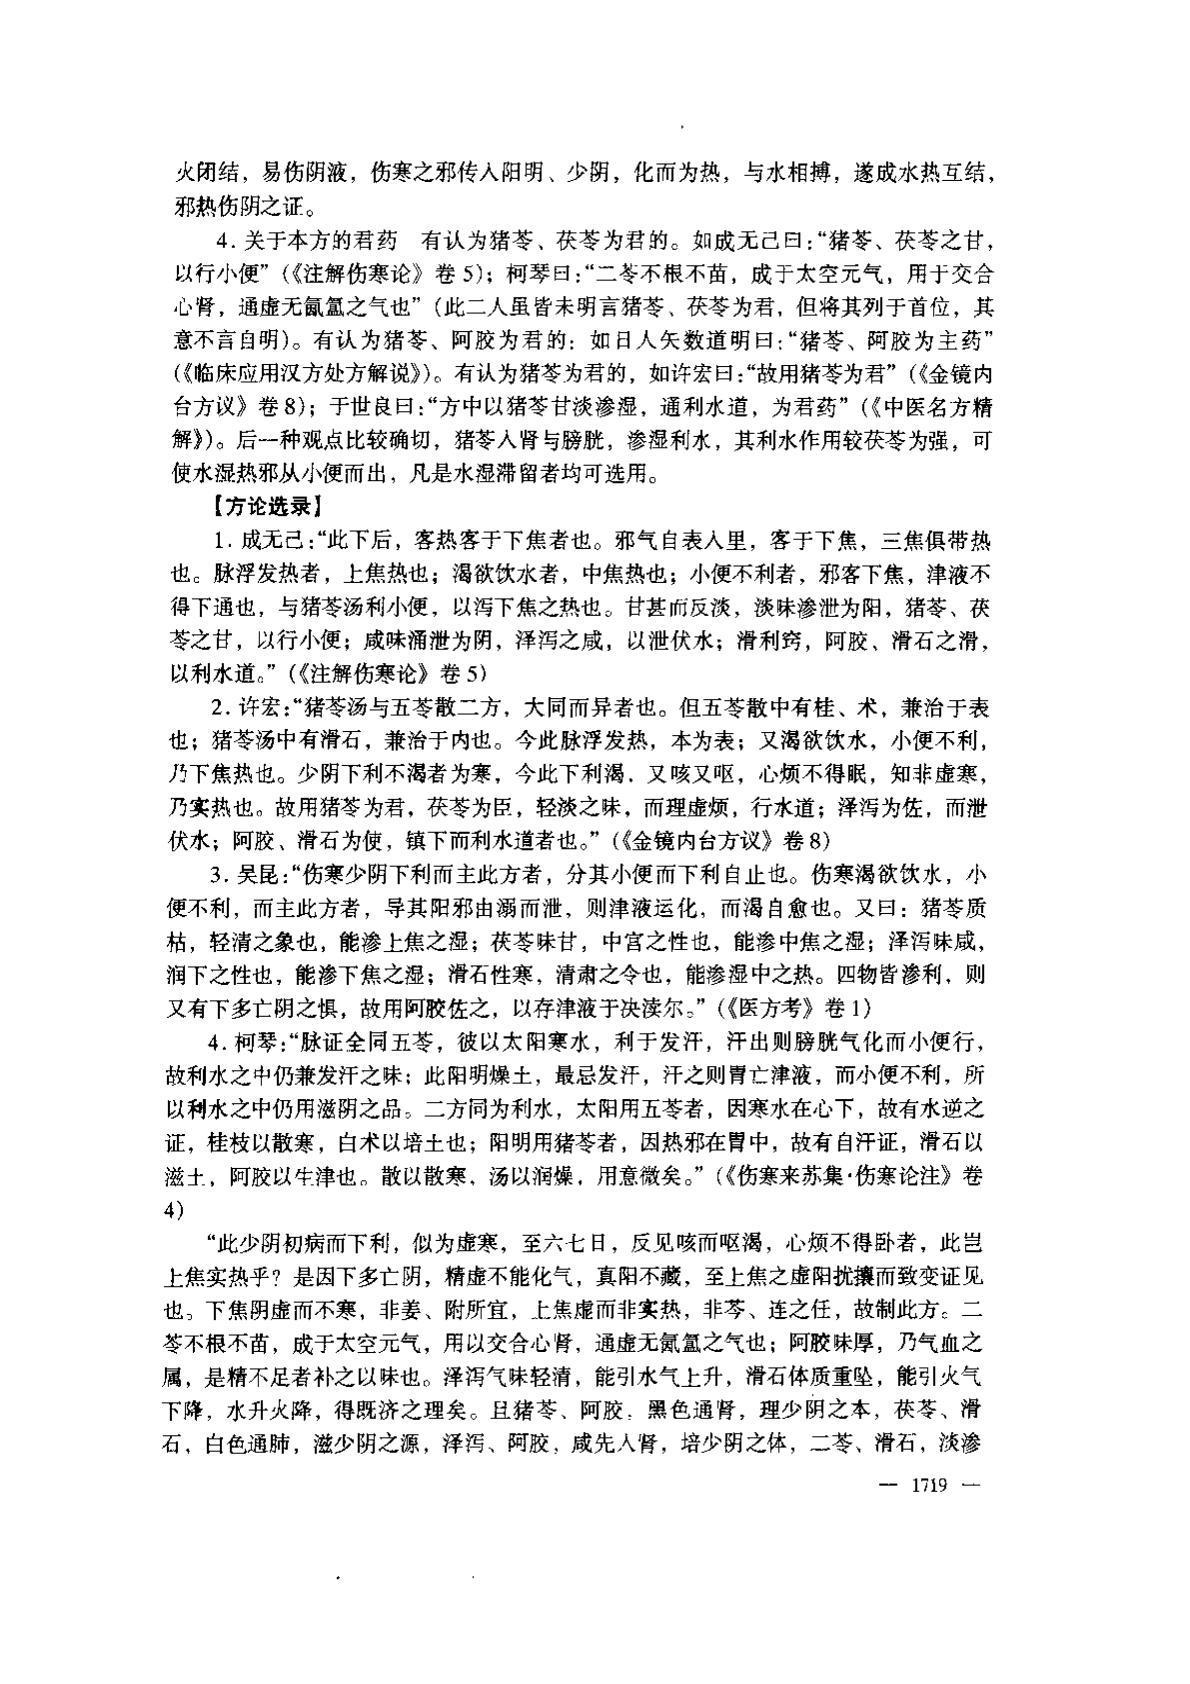 火闭结，易伤阴液，伤寒之邪传入阳明、少阴，化而为热，与水相搏，遂成水热互结，
邪热伤阴之证。
4. 关于本方的君药　有认为猪苓、茯苓为君的。如成无己曰：“猪苓、茯苓之甘，
以行小便”（《注解伤寒论》卷 5）；柯琴曰：“二苓不根不苗，成于太空元气，用于交合
心肾，通虚无氤氲之气也”（此二人虽皆未明言猪苓、茯苓为君，但将其列于首位，其
意不言自明）。有认为猪苓、阿胶为君的：如日人矢数道明曰：“猪苓、阿胶为主药”
（《临床应用汉方处方解说》）。有认为猪苓为君的，如许宏曰：“故用猪苓为君”（《金镜内
台方议》卷 8）；于世良曰：“方中以猪苓甘淡渗湿，通利水道，为君药”（《中医名方精
解》）。后一种观点比较确切，猪苓入肾与膀胱，渗湿利水，其利水作用较茯苓为强，可
使水湿热邪从小便而出，凡是水湿滞留者均可选用。
【方论选录】
1. 成无己：“此下后，客热客于下焦者也。邪气自表入里，客于下焦，三焦俱带热
也。脉浮发热者，上焦热也；渴欲饮水者，中焦热也；小便不利者，邪客下焦，津液不
得下通也，与猪苓汤利小便，以泻下焦之热也。甘甚而反淡，淡味渗泄为阳，猪苓、茯
苓之甘，以行小便；咸味涌泄为阴，泽泻之咸，以泄伏水；滑利窍，阿胶、滑石之滑，
以利水道。”（《注解伤寒论》卷 5）
2. 许宏：“猪苓汤与五苓散二方，大同而异者也。但五苓散中有桂、术，兼治于表
也；猪苓汤中有滑石，兼治于内也。今此脉浮发热，本为表；又渴欲饮水，小便不利，
乃下焦热也。少阴下利不渴者为寒，今此下利渴，又咳又呕，心烦不得眠，知非虚寒，
乃实热也。故用猪苓为君，茯苓为臣，轻淡之味，而理虚烦，行水道；泽泻为佐，而泄
伏水；阿胶、滑石为使，镇下而利水道者也。”（《金镜内台方议》卷 8）
3. 吴昆：“伤寒少阴下利而主此方者，分其小便而下利自止也。伤寒渴欲饮水，小
便不利，而主此方者，导其阳邪由溺而泄，则津液运化，而渴自愈也。又曰：猪苓质
枯，轻清之象也，能渗上焦之湿；茯苓味甘，中宫之性也，能渗中焦之湿；泽泻味咸，
润下之性也，能渗下焦之湿；滑石性寒，清肃之令也，能渗湿中之热。四物皆渗利，则
又有下多亡阴之惧，故用阿胶佐之，以存津液于决渎尔。”（《医方考》卷 1）
4. 柯琴：“脉证全同五苓，彼以太阳寒水，利于发汗，汗出则膀胱气化而小便行，
故利水之中仍兼发汗之味；此阳明燥土，最忌发汗，汗之则胃亡津液，而小便不利，所
以利水之中仍用滋阴之品。二方同为利水，太阳用五苓者，因寒水在心下，故有水逆之
证，桂枝以散寒，白术以培土也；阳明用猪苓者，因热邪在胃中，故有自汗证，滑石以
滋土，阿胶以生津也。散以散寒，汤以润燥，用意微矣。”（《伤寒来苏集·伤寒论注》卷
4）
“此少阴初病而下利，似为虚寒，至六七日，反见咳而呕渴，心烦不得卧者，此岂
上焦实热乎？是因下多亡阴，精虚不能化气，真阳不藏，至上焦之虚阳扰攘而致变证见
也。下焦阴虚而不寒，非姜、附所宜，上焦虚而非实热，非芩、连之任，故制此方。二
苓不根不苗，成于太空元气，用以交合心肾，通虚无氤氲之气也；阿胶味厚，乃气血之
属，是精不足者补之以味也。泽泻气味轻清，能引水气上升，滑石体质重坠，能引火气
下降，水升火降，得既济之理矣。且猪苓、阿胶，黑色通肾，理少阴之本，茯苓、滑
石，白色通肺，滋少阴之源，泽泻、阿胶，咸先入肾，培少阴之体，二苓、滑石，淡渗
— 1719 —